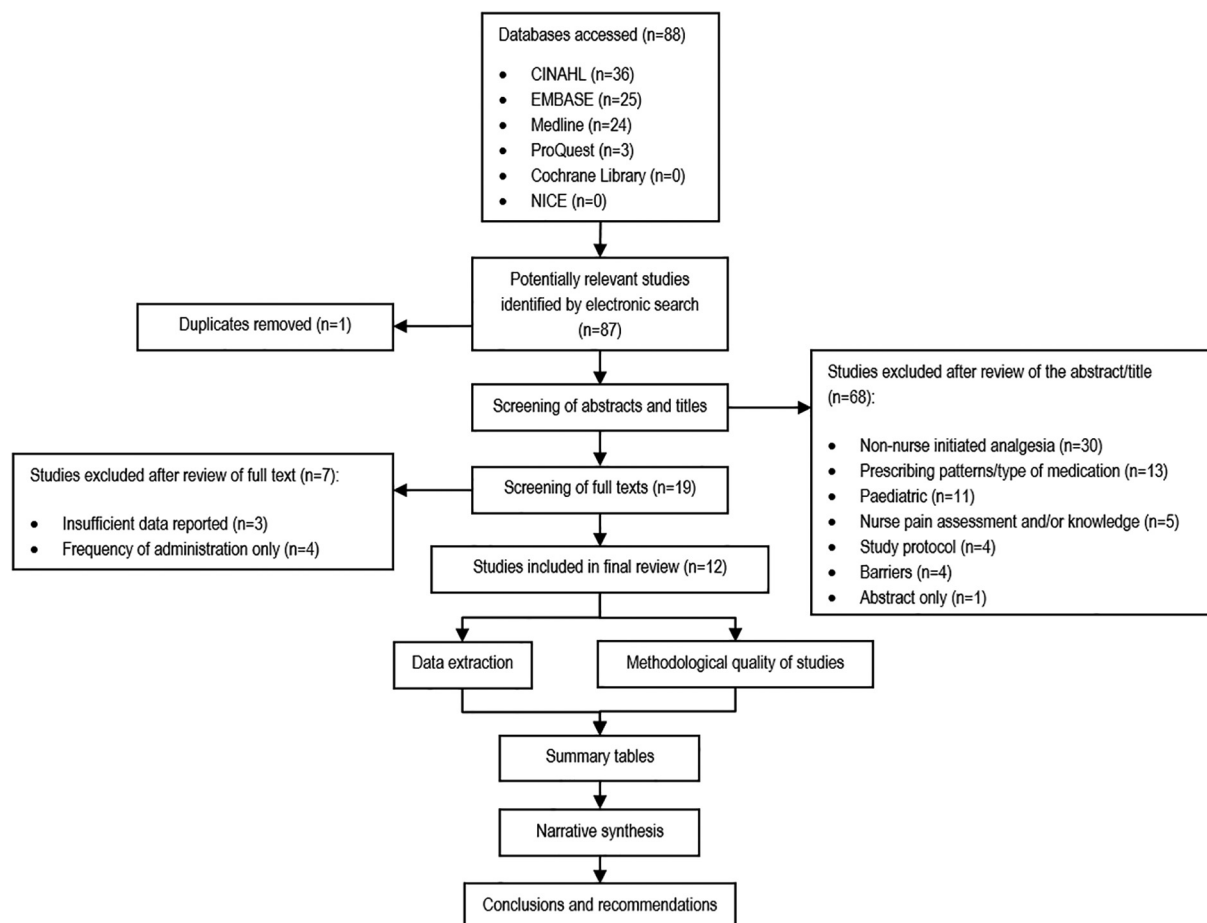 Databases accessed (n=88)
• CINAHL (n=36)
• EMBASE (n=25)
• Medline (n=24)
• ProQuest (n=3)
• Cochrane Library (n=0)
• NICE (n=0)
Potentially relevant studies
identified by electronic search
(n=87)
Duplicates removed (n=1)
Screening of abstracts and titles
Studies excluded after review of the abstract/title
(n=68):
• Non-nurse initiated analgesia (n=30)
• Prescribing patterns/type of medication (n=13)
• Paediatric (n=11)
• Nurse pain assessment and/or knowledge (n=5)
• Study protocol (n=4)
• Barriers (n=4)
• Abstract only (n=1)
Screening of full texts (n=19)
Studies excluded after review of full text (n=7):
• Insufficient data reported (n=3)
• Frequency of administration only (n=4)
Studies included in final review (n=12)
Data extraction
Methodological quality of studies
Summary tables
Narrative synthesis
Conclusions and recommendations